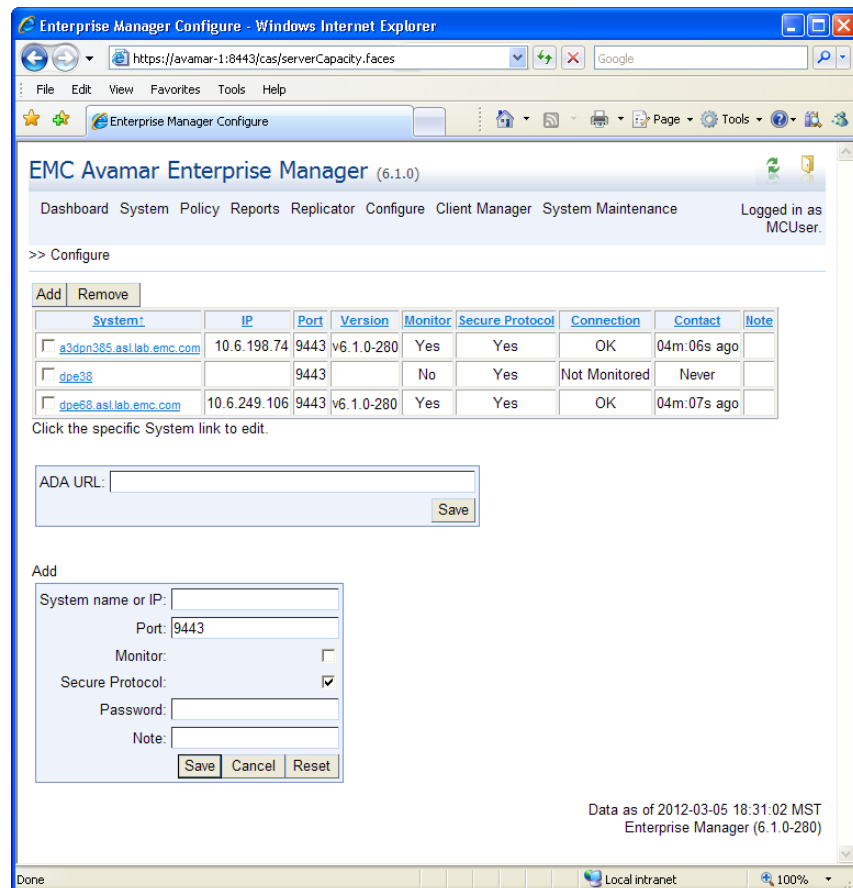 Enterprise Manager Configure - Windows Internet Explorer
https://avamar-1:8443/cas/serverCapacity.faces
Google
File Edit View Favorites Tools Help
Enterprise Manager Configure
Page Tools
EMC Avamar Enterprise Manager (6.1.0)
Dashboard System Policy Reports Replicator Configure Client Manager System Maintenance
Logged in as MCUser.
>> Configure
Add Remove
System↑ IP Port Version Monitor Secure Protocol Connection Contact Note
a3dpn385.asl.lab.emc.com 10.6.198.74 9443 v6.1.0-280 Yes Yes OK 04m:06s ago
dpe38 9443 No Yes Not Monitored Never
dpe68.asl.lab.emc.com 10.6.249.106 9443 v6.1.0-280 Yes Yes OK 04m:07s ago
Click the specific System link to edit.
ADA URL:
Save
Add
System name or IP:
Port: 9443
Monitor:
Secure Protocol:
Password:
Note:
Save Cancel Reset
Data as of 2012-03-05 18:31:02 MST
Enterprise Manager (6.1.0-280)
Done Local intranet 100%